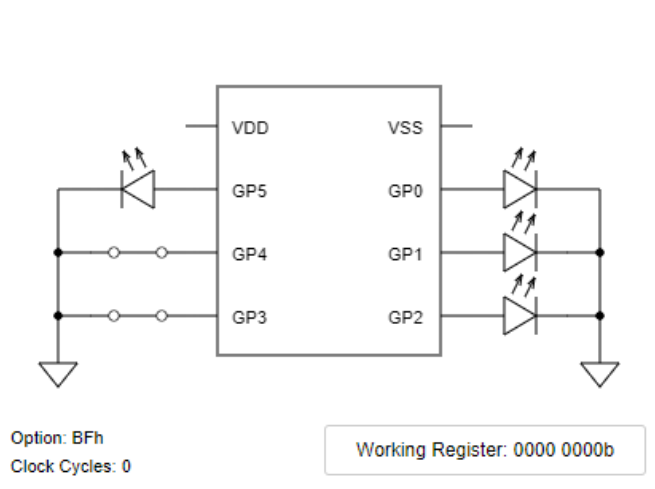 VDD VSS
GP5 GP0
GP4 GP1
GP3 GP2
Option: BFh
Clock Cycles: 0
Working Register: 0000 0000b